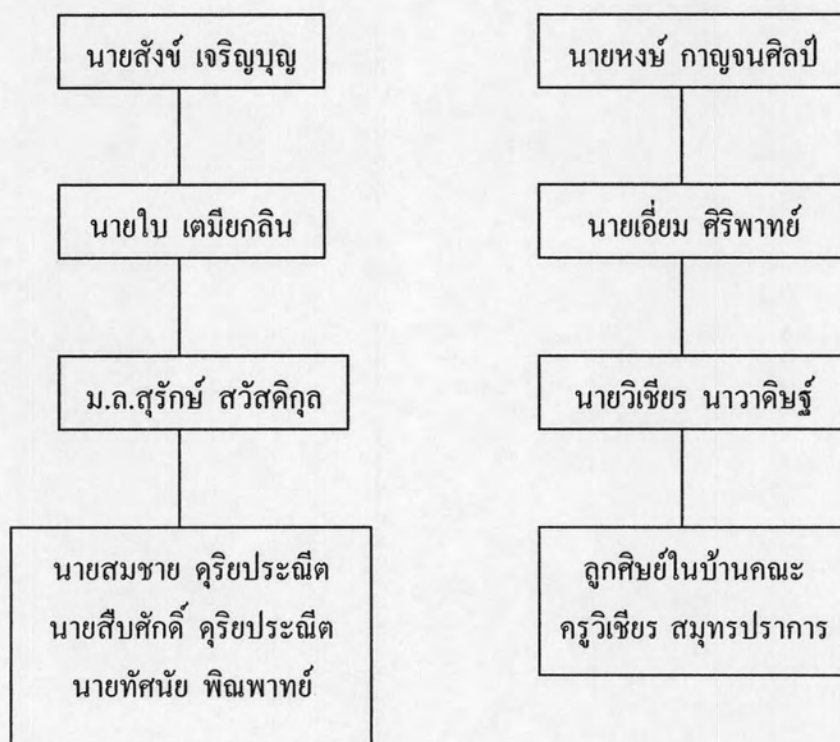 นายสังข์ เจริญบุญ
นายใบ เตมียกลิน
ม.ล.สุรักษ์ สวัสดิกุล
นายสมชาย ดุริยประณีต
นายสืบศักดิ์ ดุริยประณีต
นายทัศนัย พิณพาทย์
นายหงษ์ กาญจนศิลป์
นายเอี่ยม ศิริพาทย์
นายวิเชียร นาวาดิษฐ์
ลูกศิษย์ในบ้านคณะ
ครูวิเชียร สมุทรปราการ